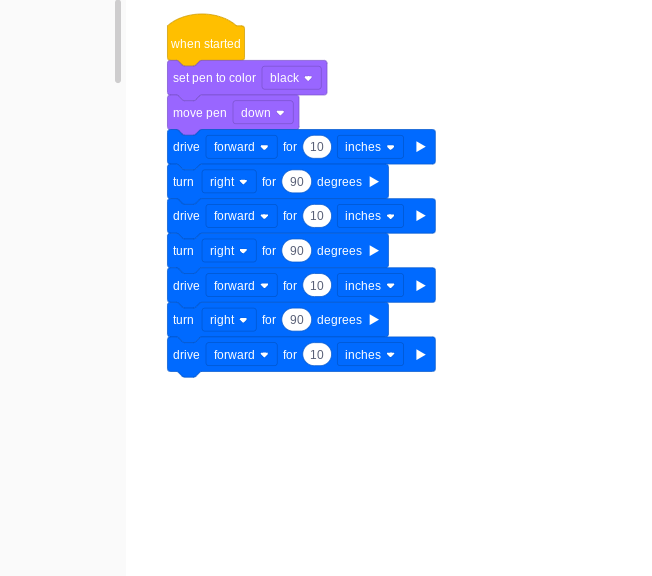 when started
set pen to color black
move pen down
drive forward for 10 inches
turn right for 90 degrees
drive forward for 10 inches
turn right for 90 degrees
drive forward for 10 inches
turn right for 90 degrees
drive forward for 10 inches